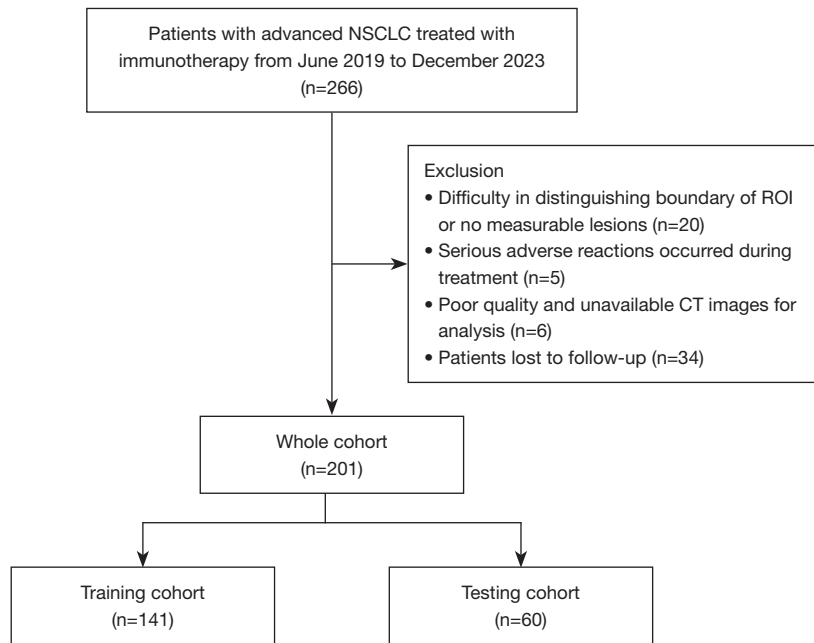 Patients with advanced NSCLC treated with
immunotherapy from June 2019 to December 2023
(n=266)
Exclusion
• Difficulty in distinguishing boundary of ROI
or no measurable lesions (n=20)
• Serious adverse reactions occurred during
treatment (n=5)
• Poor quality and unavailable CT images for
analysis (n=6)
• Patients lost to follow-up (n=34)
Whole cohort
(n=201)
Training cohort
(n=141)
Testing cohort
(n=60)